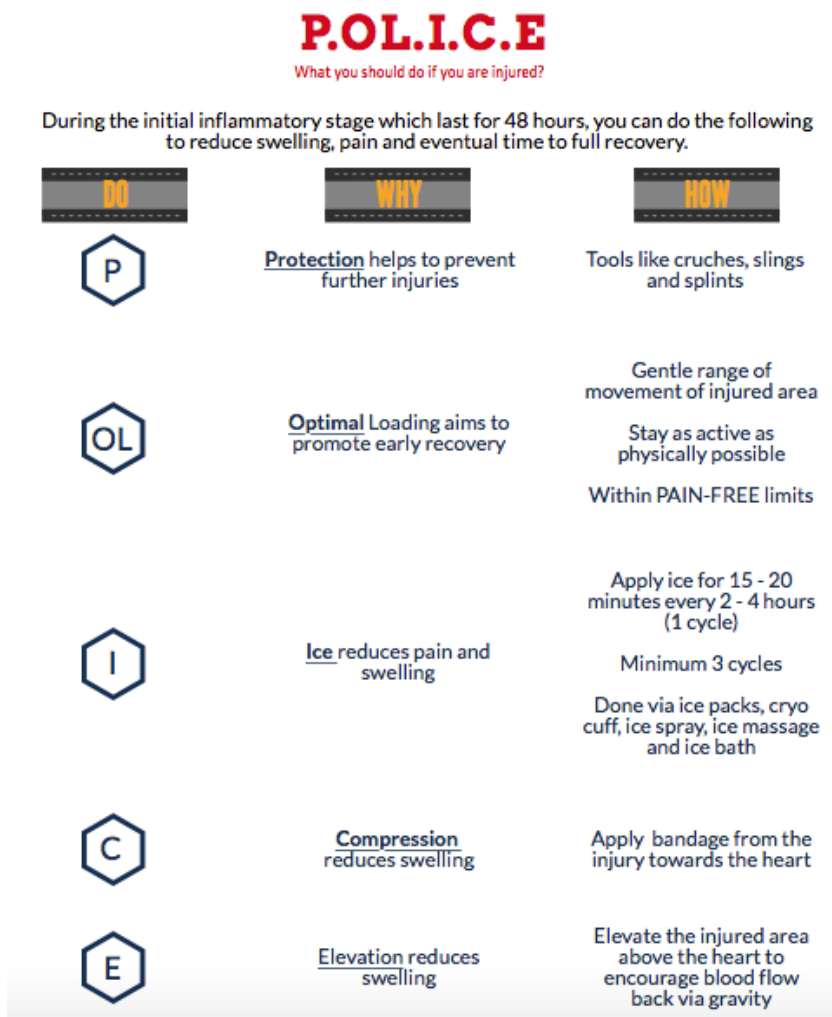 P.OL.I.C.E
What you should do if you are injured?
During the initial inflammatory stage which last for 48 hours, you can do the following
to reduce swelling, pain and eventual time to full recovery.
DO
WHY
HOW
P
Protection helps to prevent
further injuries
Tools like cruches, slings
and splints
OL
Optimal Loading aims to
promote early recovery
Gentle range of
movement of injured area
Stay as active as
physically possible
Within PAIN-FREE limits
I
Ice reduces pain and
swelling
Apply ice for 15 - 20
minutes every 2 - 4 hours
(1 cycle)
Minimum 3 cycles
Done via ice packs, cryo
cuff, ice spray, ice massage
and ice bath
C
Compression
reduces swelling
Apply bandage from the
injury towards the heart
E
Elevation reduces
swelling
Elevate the injured area
above the heart to
encourage blood flow
back via gravity